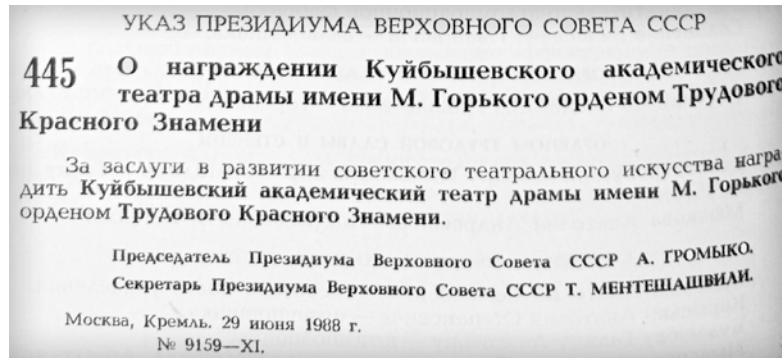 УКАЗ ПРЕЗИДИУМА ВЕРХОВНОГО СОВЕТА СССР
445 О награждении Куйбышевского академического
театра драмы имени М. Горького орденом Трудового
Красного Знамени
За заслуги в развитии советского театрального искусства награ-
дить Куйбышевский академический театр драмы имени М. Горького
орденом Трудового Красного Знамени.
Председатель Президиума Верховного Совета СССР А. ГРОМЫКО.
Секретарь Президиума Верховного Совета СССР Т. МЕНТЕШАШВИЛИ.
Москва, Кремль. 29 июня 1988 г.
№ 9159—XI.